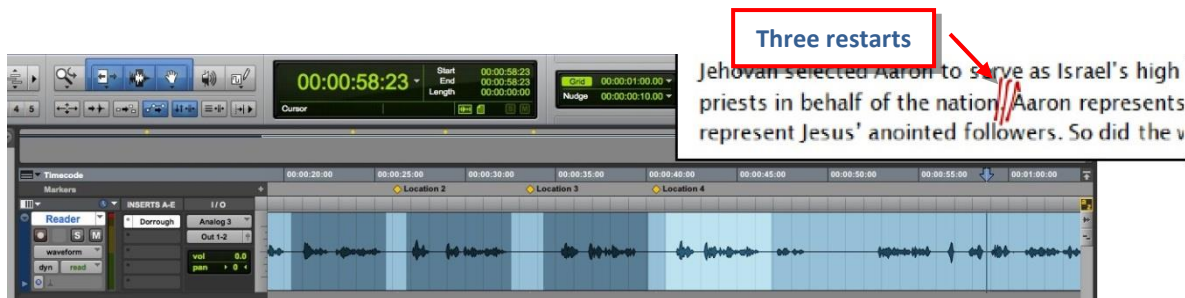 Three restarts
Jehovah selected Aaron to serve as Israel's high
priests in behalf of the nation. Aaron represents
represent Jesus' anointed followers. So did the
00:00:58:23
Start 00:00:58:23
End 00:00:58:23
Length 00:00:00:00
Cursor
Grid 00:00:01:00.00
Nudge 00:00:00:10.00
4 5
Timecode 00:00:20:00 00:00:25:00 00:00:30:00 00:00:35:00 00:00:40:00 00:00:45:00 00:00:50:00 00:00:55:00 00:01:00:00
Markers Location 2 Location 3 Location 4
INSERTS A-E I / O
Reader Dorrough Analog 3
S M Out 1-2
waveform vol 0.0
dyn read pan 0